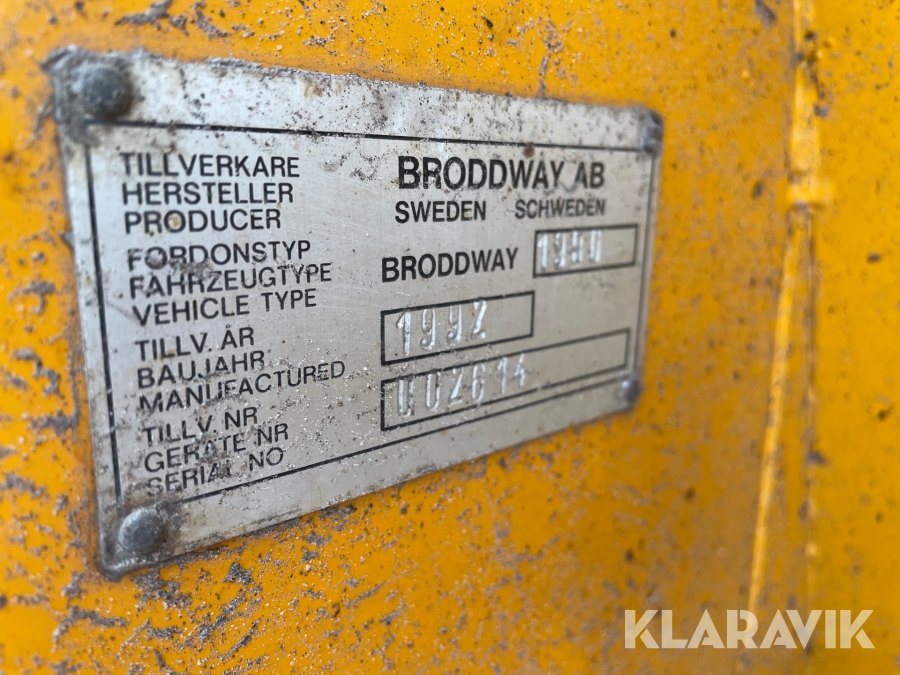 TILLVERKARE
HERSTELLER
PRODUCER
BRODDWAY AB
SWEDEN SCHWEDEN
FORDONSTYP
FAHRZEUGTYPE
VEHICLE TYPE
BRODDWAY
TILLV. ÅR
BAUJAHR
MANUFACTURED
1992
TILLV. NR
GERÄTE NR
SERIAL NO
002614
KLARAVIK